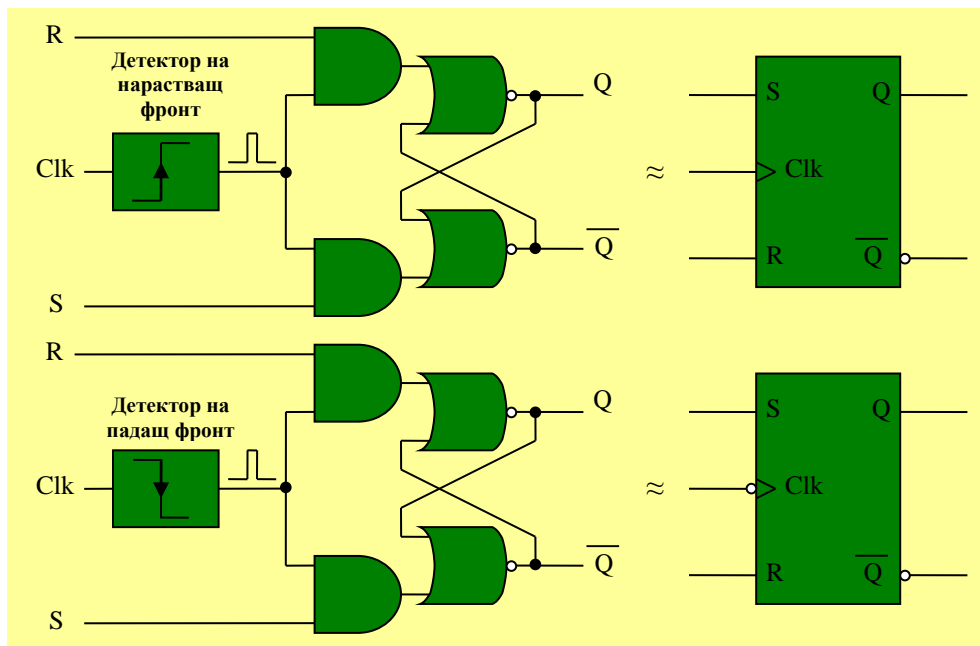 R
Детектор на
нарастващ
фронт
Clk
S
Q
Q
≈
S
Clk
R
Q
Q
R
Детектор на
падащ фронт
Clk
S
Q
Q
≈
S
Clk
R
Q
Q